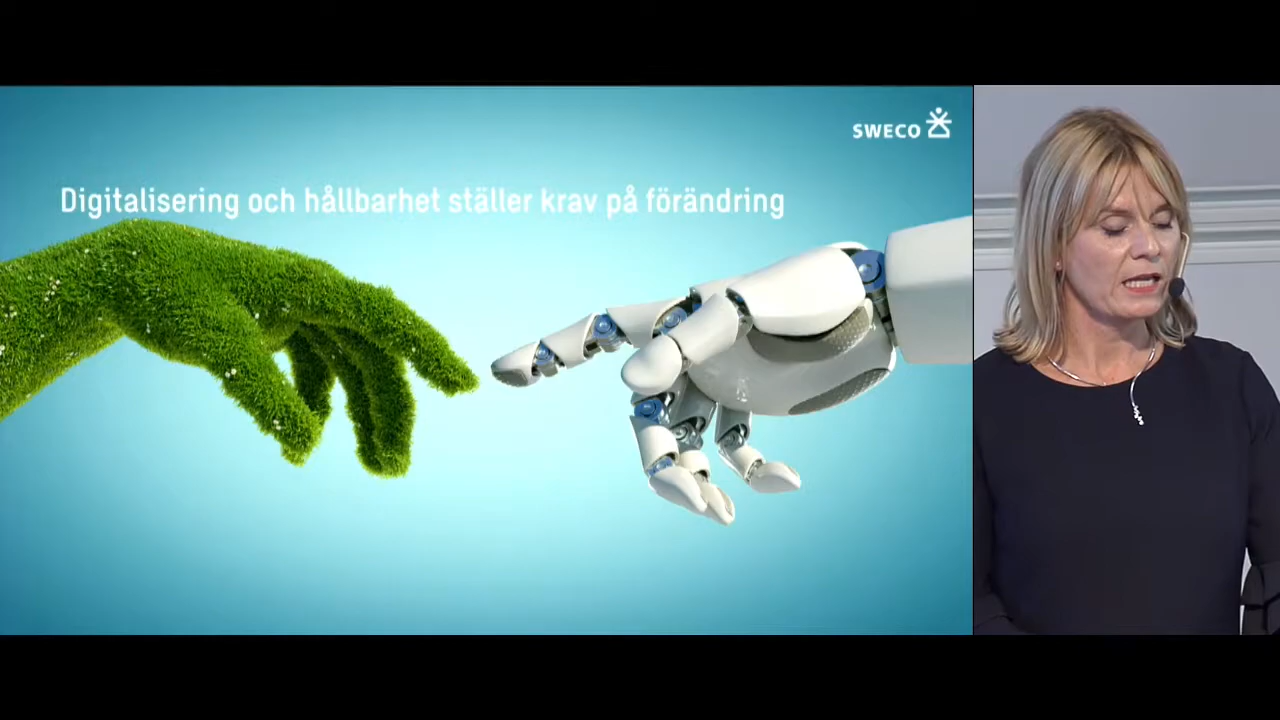 SWECO
Digitalisering och hållbarhet ställer krav på förändring